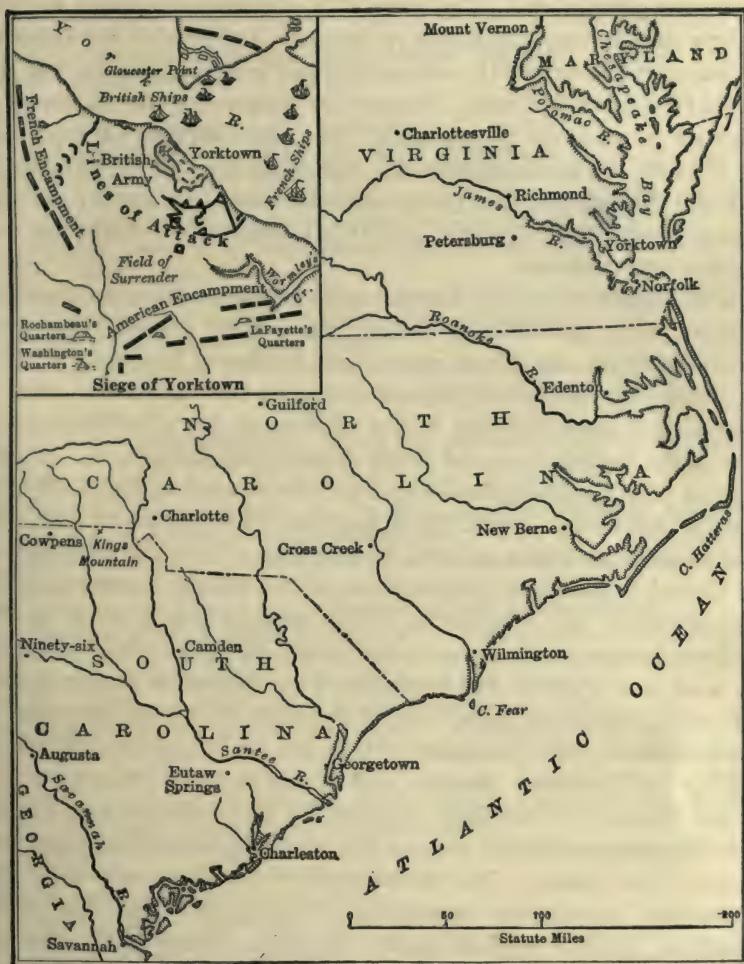 Y o
Gloucester Point
British Ships
R.
French Encampment
French Ships
Yorktown
British
Army
Lines of Attack
Field of
Surrender
Wormley's
Cr.
American Encampment
Rochambeau's
Quarters
LaFayette's
Quarters
Washington's
Quarters
Siege of Yorktown
Mount Vernon
MARYLAND
Chesapeake
Bay
Potomac R.
Charlottesville
VIRGINIA
James
R.
Richmond
Petersburg
Yorktown
Norfolk
Roanoke
R.
Edenton
Guilford
NORTH
CAROLINA
Charlotte
Cowpens
Kings
Mountain
Cross Creek
New Berne
C. Hatteras
Ninety-six
Camden
SOUTH
Wilmington
C. Fear
CAROLINA
Augusta
Santee
R.
Georgetown
Eutaw
Springs
Savannah
R.
GEORGIA
Charleston
Savannah
ATLANTIC OCEAN
0 50 100 200
Statute Miles